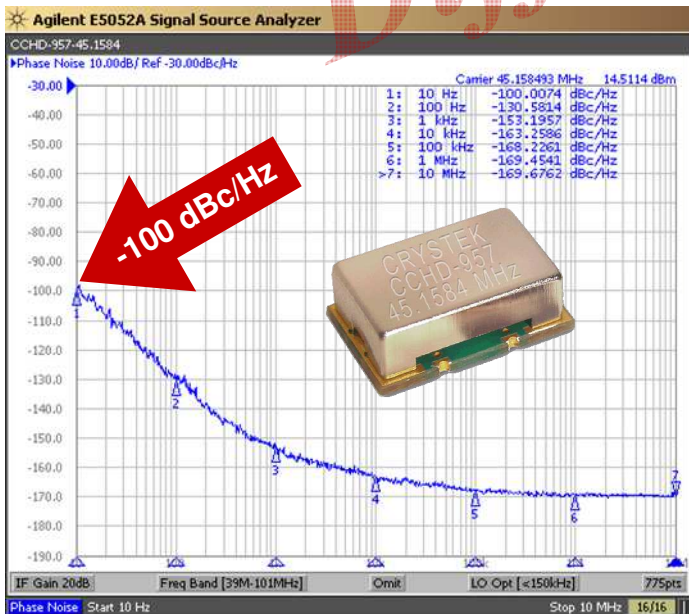 Agilent E5052A Signal Source Analyzer
CCHD-957-45.1584
Phase Noise 10.00dB/ Ref -30.00dBc/Hz
Carrier 45.158493 MHz 14.5114 dBm
1: 10 Hz -100.0074 dBc/Hz
2: 100 Hz -130.5814 dBc/Hz
3: 1 kHz -153.1957 dBc/Hz
4: 10 kHz -163.2586 dBc/Hz
5: 100 kHz -168.2261 dBc/Hz
6: 1 MHz -169.4541 dBc/Hz
>7: 10 MHz -169.6762 dBc/Hz
-30.00
-40.00
-50.00
-60.00
-70.00
-80.00
-90.00
-100.0
-110.0
-120.0
-130.0
-140.0
-150.0
-160.0
-170.0
-180.0
-190.0
-100 dBc/Hz
CRYSTEK
CCHD-957
45.1584 MHz
1
2
3
4
5
6
7
IF Gain 20dB Freq Band [39M-101MHz] Omit LO Opt [<150kHz] 775pts
Phase Noise Start 10 Hz Stop 10 MHz 16/16